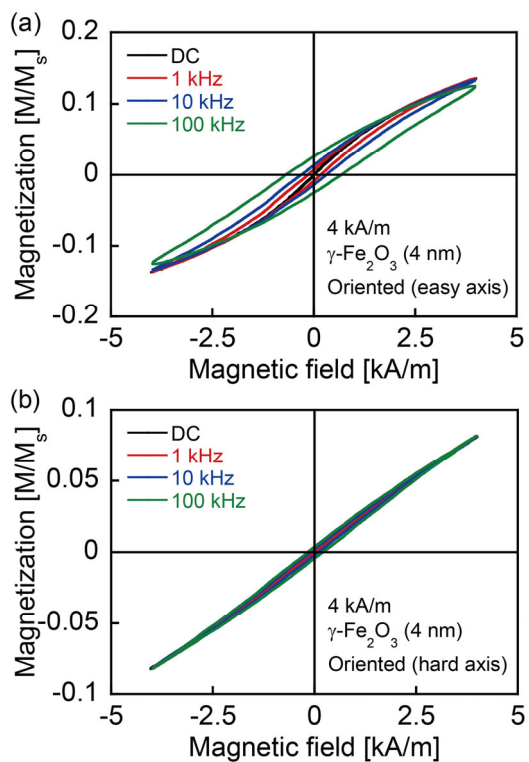 (a)
0.2
0.1
0
-0.1
-0.2
Magnetization [M/Mₛ]
DC
1 kHz
10 kHz
100 kHz
4 kA/m
γ-Fe₂O₃ (4 nm)
Oriented (easy axis)
-5 -2.5 0 2.5 5
Magnetic field [kA/m]
(b)
0.1
0.05
0
-0.05
-0.1
Magnetization [M/Mₛ]
DC
1 kHz
10 kHz
100 kHz
4 kA/m
γ-Fe₂O₃ (4 nm)
Oriented (hard axis)
-5 -2.5 0 2.5 5
Magnetic field [kA/m]